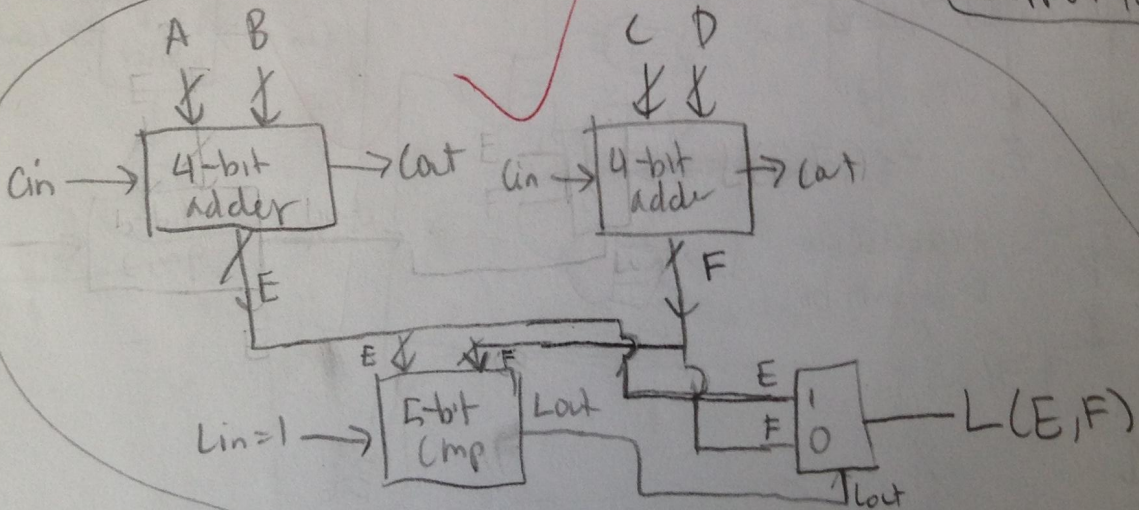 A B C D
Cin 4-bit adder Cout Cin 4-bit adder Cout
E F
E F
Lin=1 5-bit Cmp Lout
E 1
F 0
L(E,F)
Lout